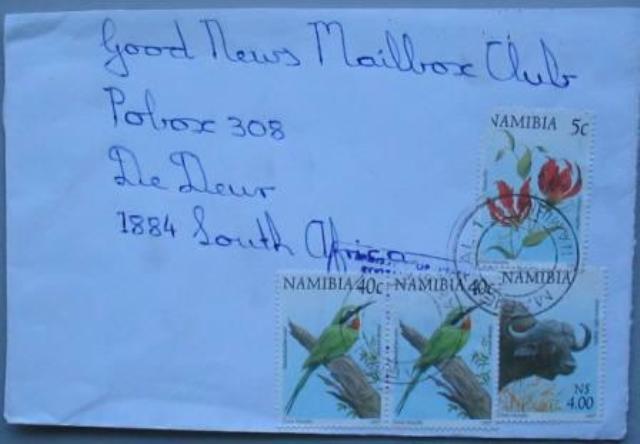 Good News Mailbox Club
Pobox 308
De Deur
1884 South Africa
NAMIBIA 5c
NAMIBIA 40c
NAMIBIA 40c
NAMIBIA
N$
4.00